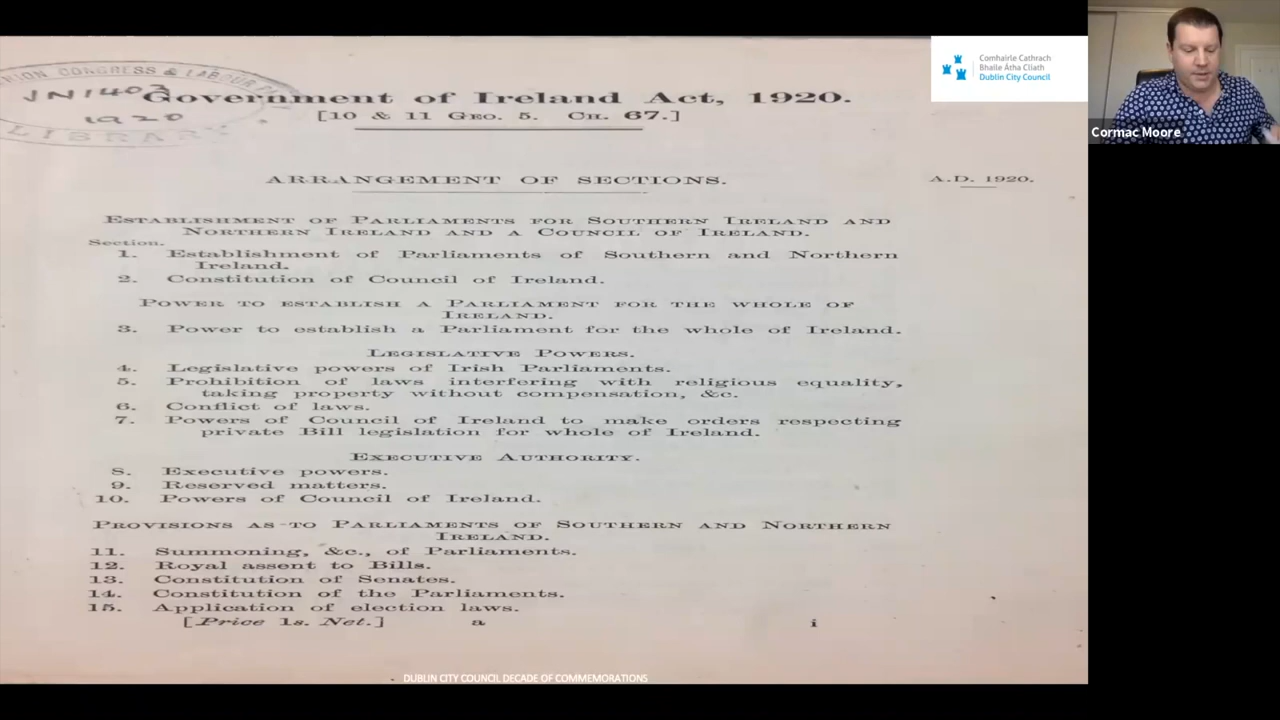 Government of Ireland Act, 1920.
[10 & 11 GEO. 5. CH. 67.]
UNION CONGRESS & LABOUR
JN1403
1920
LIBRARY
ARRANGEMENT OF SECTIONS.
A.D. 1920.
ESTABLISHMENT OF PARLIAMENTS FOR SOUTHERN IRELAND AND
NORTHERN IRELAND AND A COUNCIL OF IRELAND.
Section.
1. Establishment of Parliaments of Southern and Northern
Ireland.
2. Constitution of Council of Ireland.
POWER TO ESTABLISH A PARLIAMENT FOR THE WHOLE OF
IRELAND.
3. Power to establish a Parliament for the whole of Ireland.
LEGISLATIVE POWERS.
4. Legislative powers of Irish Parliaments.
5. Prohibition of laws interfering with religious equality,
taking property without compensation, &c.
6. Conflict of laws.
7. Powers of Council of Ireland to make orders respecting
private Bill legislation for whole of Ireland.
EXECUTIVE AUTHORITY.
8. Executive powers.
9. Reserved matters.
10. Powers of Council of Ireland.
PROVISIONS AS TO PARLIAMENTS OF SOUTHERN AND NORTHERN
IRELAND.
11. Summoning, &c., of Parliaments.
12. Royal assent to Bills.
13. Constitution of Senates.
14. Constitution of the Parliaments.
15. Application of election laws.
[Price 1s. Net.] a i
DUBLIN CITY COUNCIL DECADE OF COMMEMORATIONS
Comhairle Cathrach
Bhaile Átha Cliath
Dublin City Council
Cormac Moore